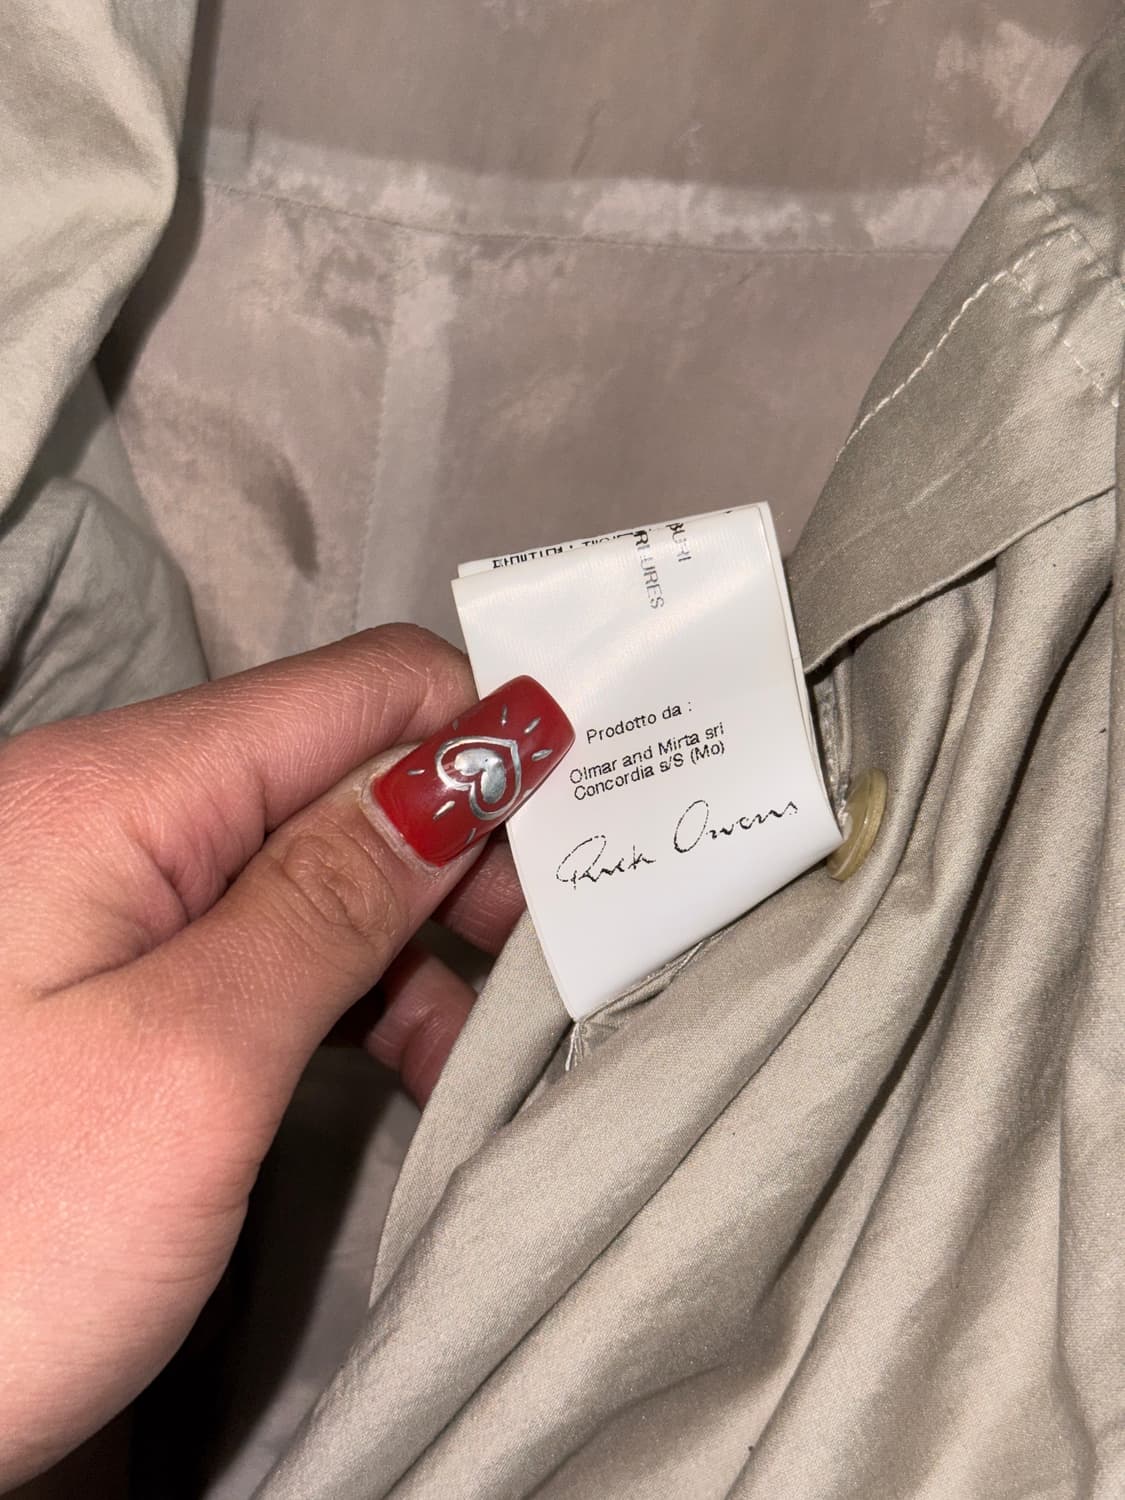 Prodotto da :
Olmar and Mirta srl
Concordia s/S (Mo)
Rick Owens